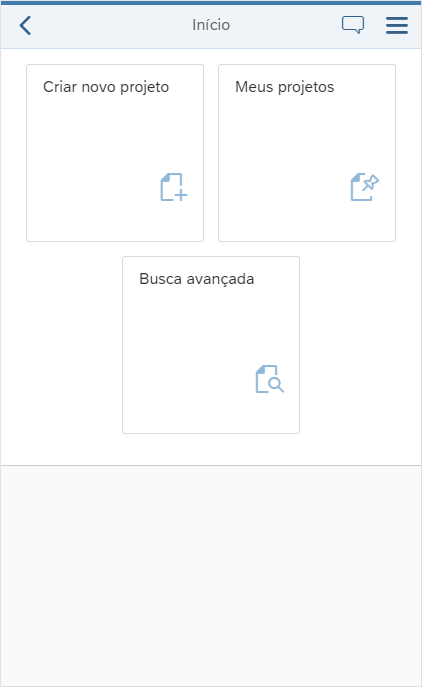 Início
Criar novo projeto
Meus projetos
Busca avançada